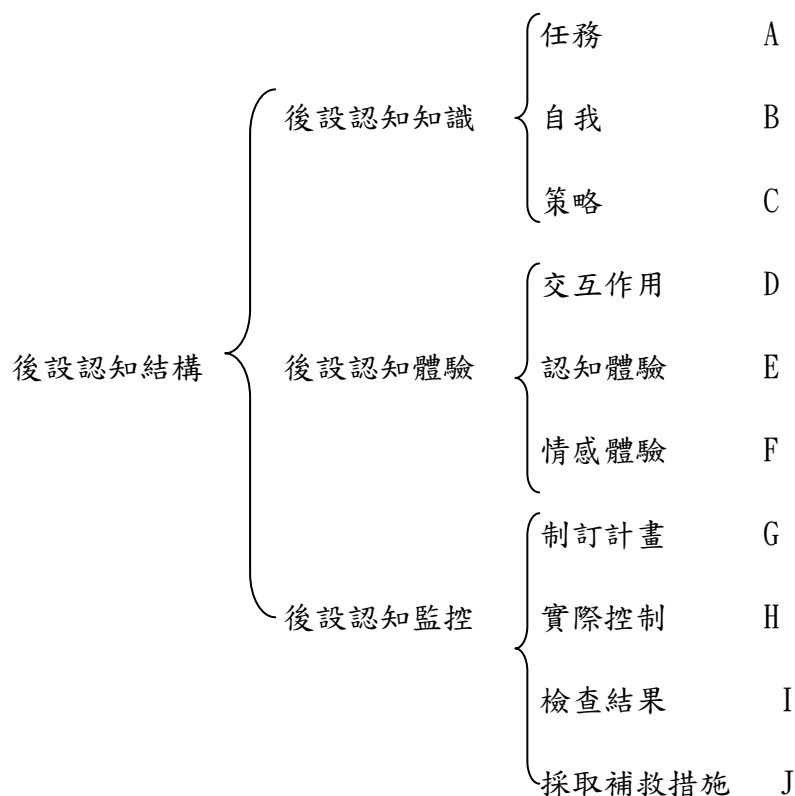 任務 A
後設認知知識 自我 B
策略 C
交互作用 D
後設認知結構 後設認知體驗 認知體驗 E
情感體驗 F
制訂計畫 G
後設認知監控 實際控制 H
檢查結果 I
採取補救措施 J